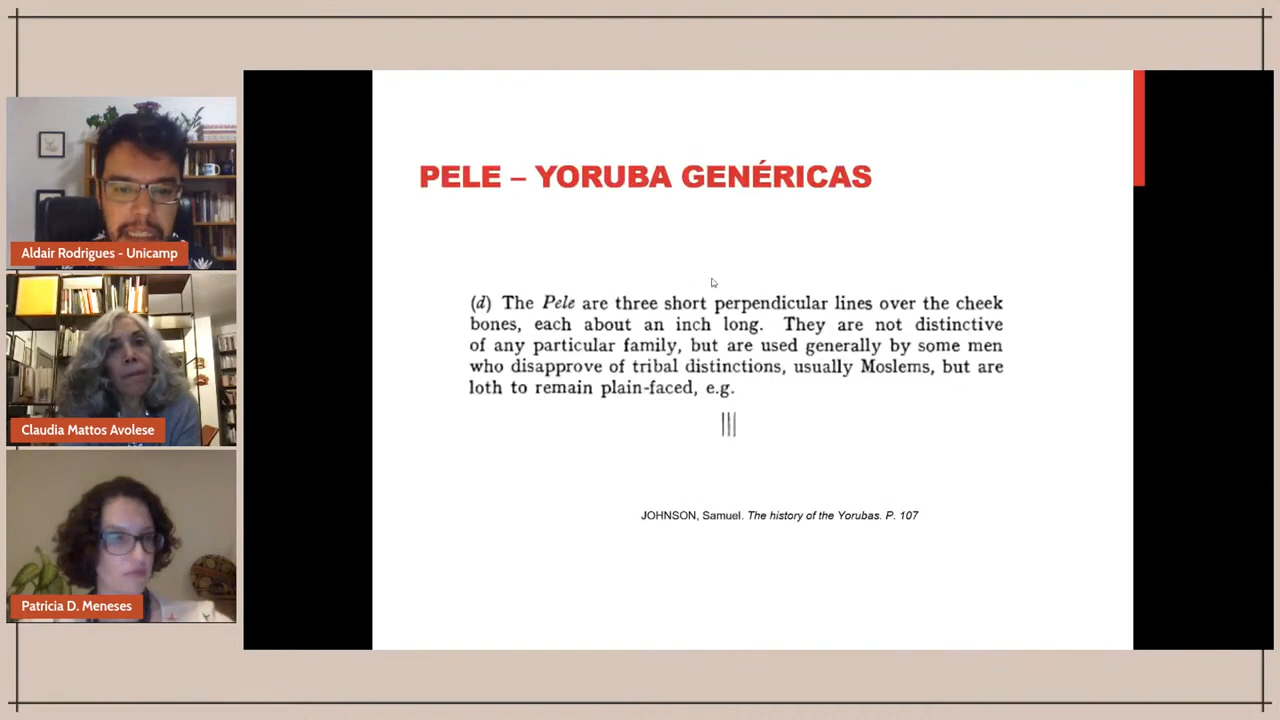 Aldair Rodrigues - Unicamp
Claudia Mattos Avolese
Patricia D. Meneses
PELE – YORUBA GENÉRICAS
(d) The Pele are three short perpendicular lines over the cheek
bones, each about an inch long. They are not distinctive
of any particular family, but are used generally by some men
who disapprove of tribal distinctions, usually Moslems, but are
loth to remain plain-faced, e.g.
JOHNSON, Samuel. The history of the Yorubas. P. 107